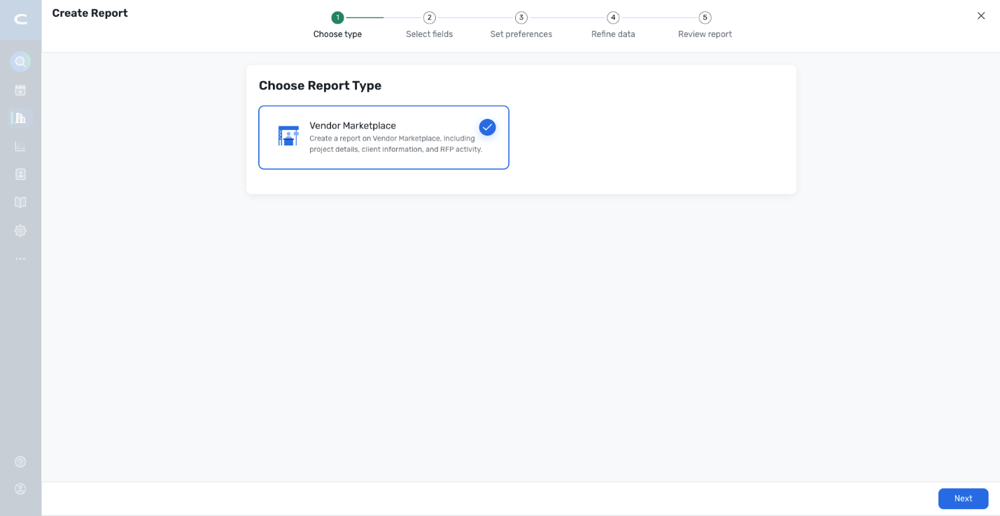 Create Report
1
2
3
4
5
Choose type
Select fields
Set preferences
Refine data
Review report
Choose Report Type
Vendor Marketplace
Create a report on Vendor Marketplace, including
project details, client information, and RFP activity.
Next